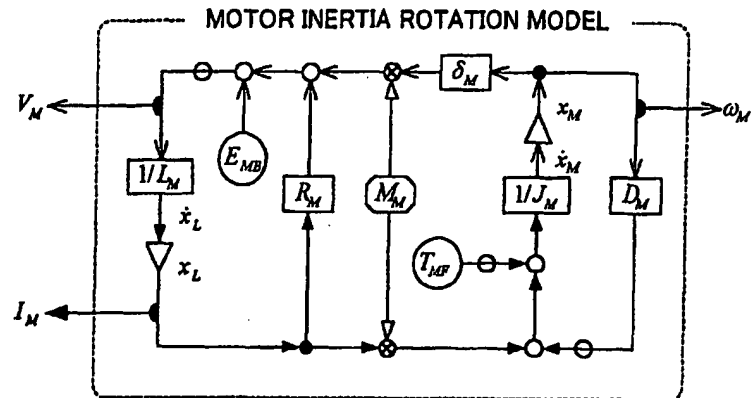 MOTOR INERTIA ROTATION MODEL
δ_M
V_M
x_M
ω_M
E_MB
ẋ_M
1/L_M
R_M
M_M
1/J_M
D_M
ẋ_L
x_L
T_MF
I_M